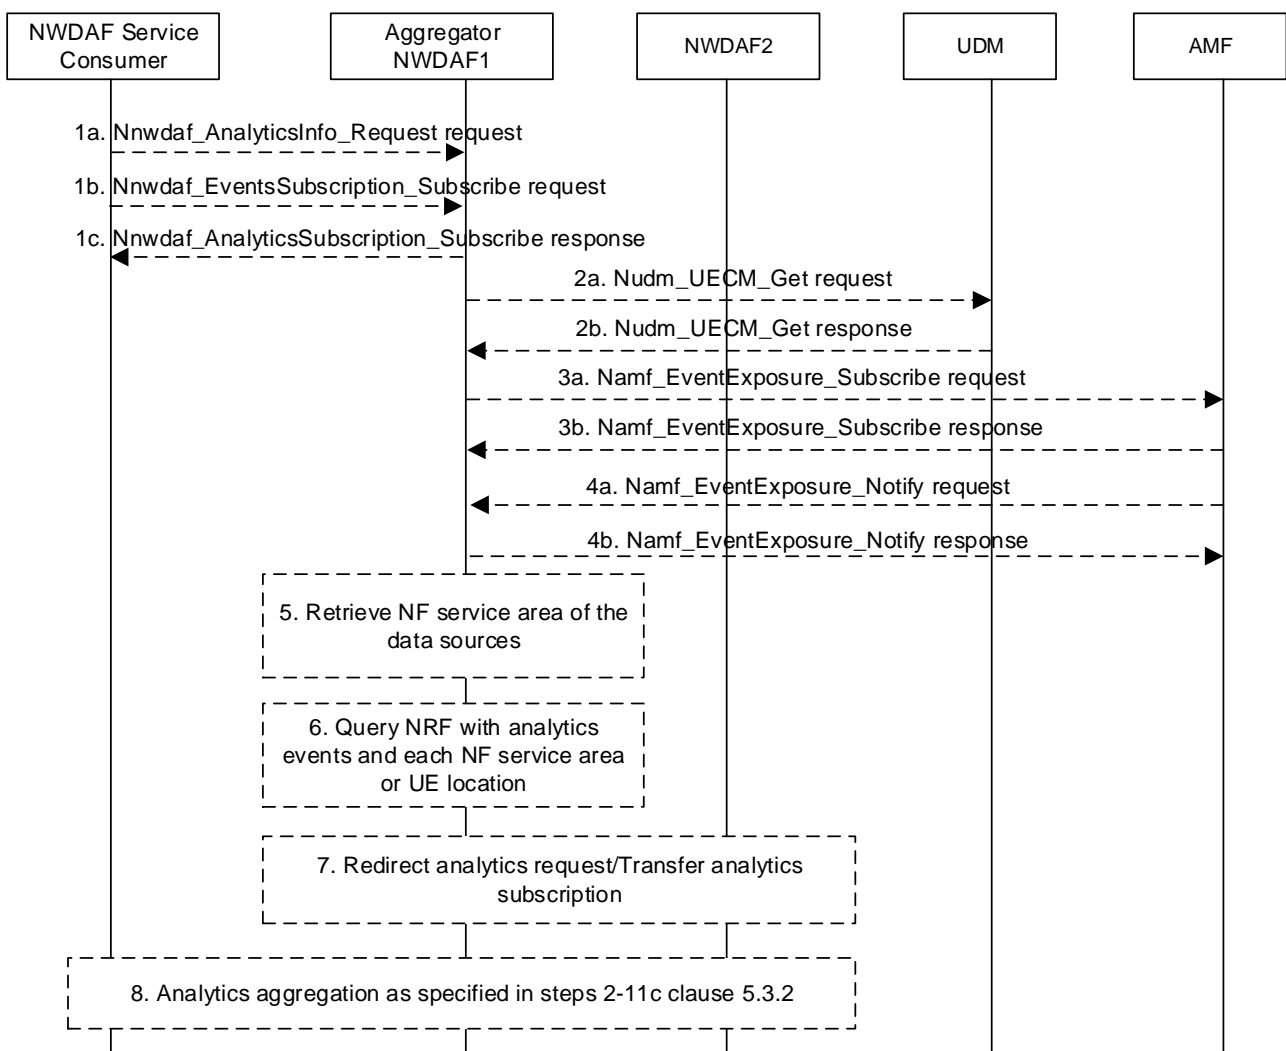 NWDAF Service
Consumer
Aggregator
NWDAF1
NWDAF2
UDM
AMF
1a. Nnwdaf_AnalyticsInfo_Request request
1b. Nnwdaf_EventsSubscription_Subscribe request
1c. Nnwdaf_AnalyticsSubscription_Subscribe response
2a. Nudm_UECM_Get request
2b. Nudm_UECM_Get response
3a. Namf_EventExposure_Subscribe request
3b. Namf_EventExposure_Subscribe response
4a. Namf_EventExposure_Notify request
4b. Namf_EventExposure_Notify response
5. Retrieve NF service area of the
data sources
6. Query NRF with analytics
events and each NF service area
or UE location
7. Redirect analytics request/Transfer analytics
subscription
8. Analytics aggregation as specified in steps 2-11c clause 5.3.2